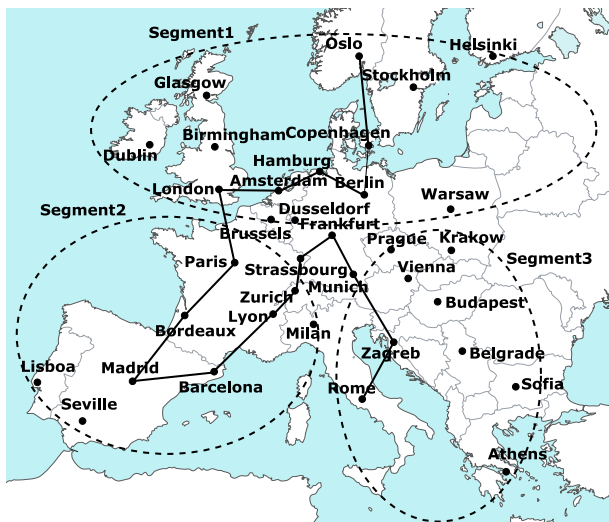 Segment1
Oslo
Helsinki
Glasgow
Stockholm
Dublin
Birmingham
Copenhagen
Hamburg
London
Amsterdam
Berlin
Warsaw
Segment2
Dusseldorf
Brussels
Frankfurt
Prague
Krakow
Segment3
Paris
Strasbourg
Vienna
Munich
Zurich
Budapest
Bordeaux
Lyon
Milan
Zagreb
Belgrade
Lisboa
Madrid
Barcelona
Rome
Sofia
Seville
Athens